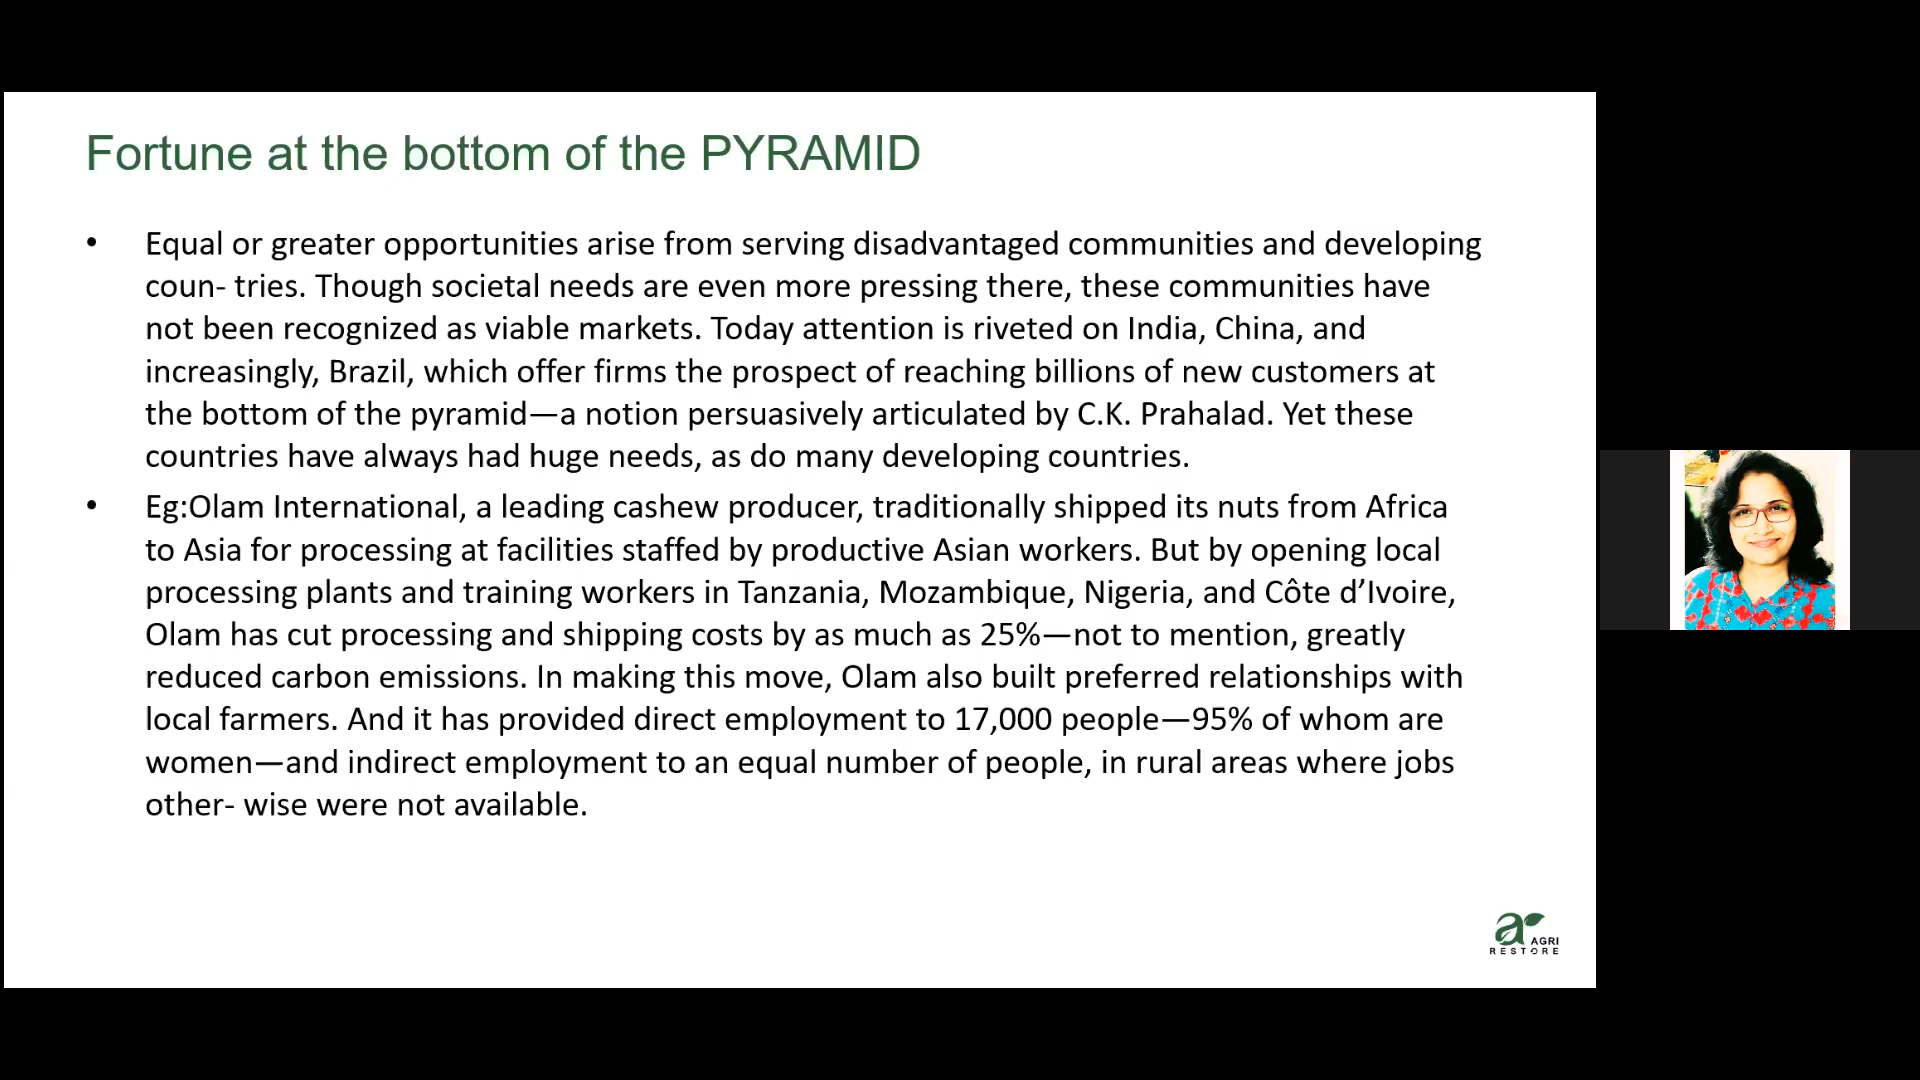 Fortune at the bottom of the PYRAMID
• Equal or greater opportunities arise from serving disadvantaged communities and developing
coun- tries. Though societal needs are even more pressing there, these communities have
not been recognized as viable markets. Today attention is riveted on India, China, and
increasingly, Brazil, which offer firms the prospect of reaching billions of new customers at
the bottom of the pyramid—a notion persuasively articulated by C.K. Prahalad. Yet these
countries have always had huge needs, as do many developing countries.
• Eg:Olam International, a leading cashew producer, traditionally shipped its nuts from Africa
to Asia for processing at facilities staffed by productive Asian workers. But by opening local
processing plants and training workers in Tanzania, Mozambique, Nigeria, and Côte d’Ivoire,
Olam has cut processing and shipping costs by as much as 25%—not to mention, greatly
reduced carbon emissions. In making this move, Olam also built preferred relationships with
local farmers. And it has provided direct employment to 17,000 people—95% of whom are
women—and indirect employment to an equal number of people, in rural areas where jobs
other- wise were not available.
ar AGRI
RESTORE